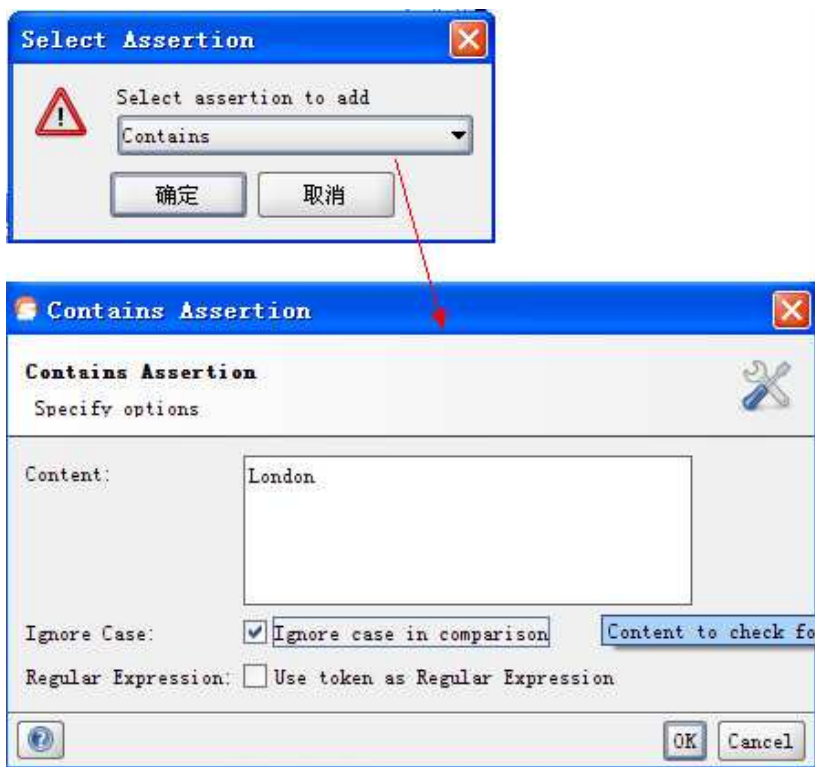 Select Assertion
Select assertion to add
Contains
确定 取消
Contains Assertion
Contains Assertion
Specify options
Content: London
Ignore Case: Ignore case in comparison Content to check fo
Regular Expression: Use token as Regular Expression
OK Cancel